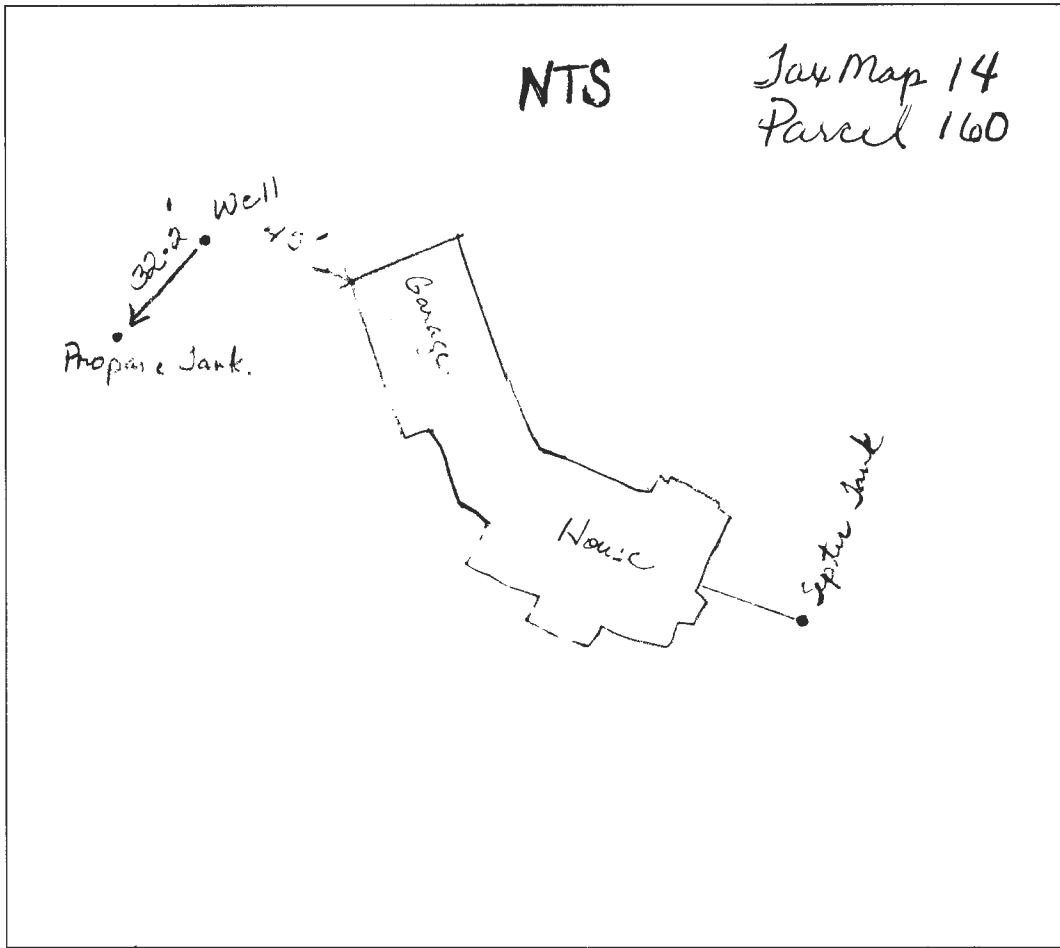 NTS
Tax Map 14
Parcel 160
Well
32.2'
Propane Tank.
Garage.
House
Septic Tank